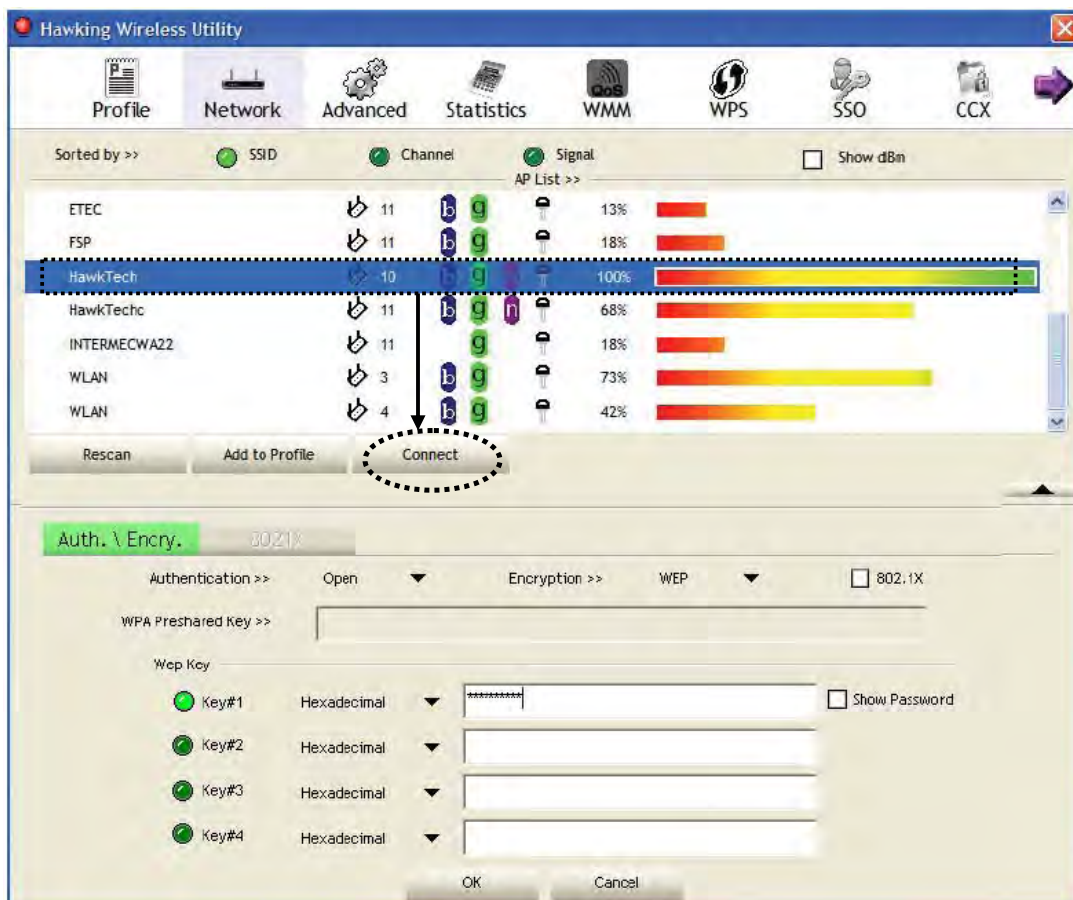 Hawking Wireless Utility
Profile Network Advanced Statistics QoS WMM WPS SSO CCX
Sorted by >> SSID Channel Signal Show dBm
AP List >>
ETEC 11 b g 13%
FSP 11 b g 18%
HawkTech 10 b g n 100%
HawkTechc 11 b g n 68%
INTERMECWA22 11 g 18%
WLAN 3 b g 73%
WLAN 4 b g 42%
Rescan Add to Profile Connect
Auth. \ Encry. 802.1X
Authentication >> Open Encryption >> WEP 802.1X
WPA Preshared Key >>
Wep Key
Key#1 Hexadecimal ********** Show Password
Key#2 Hexadecimal
Key#3 Hexadecimal
Key#4 Hexadecimal
OK Cancel